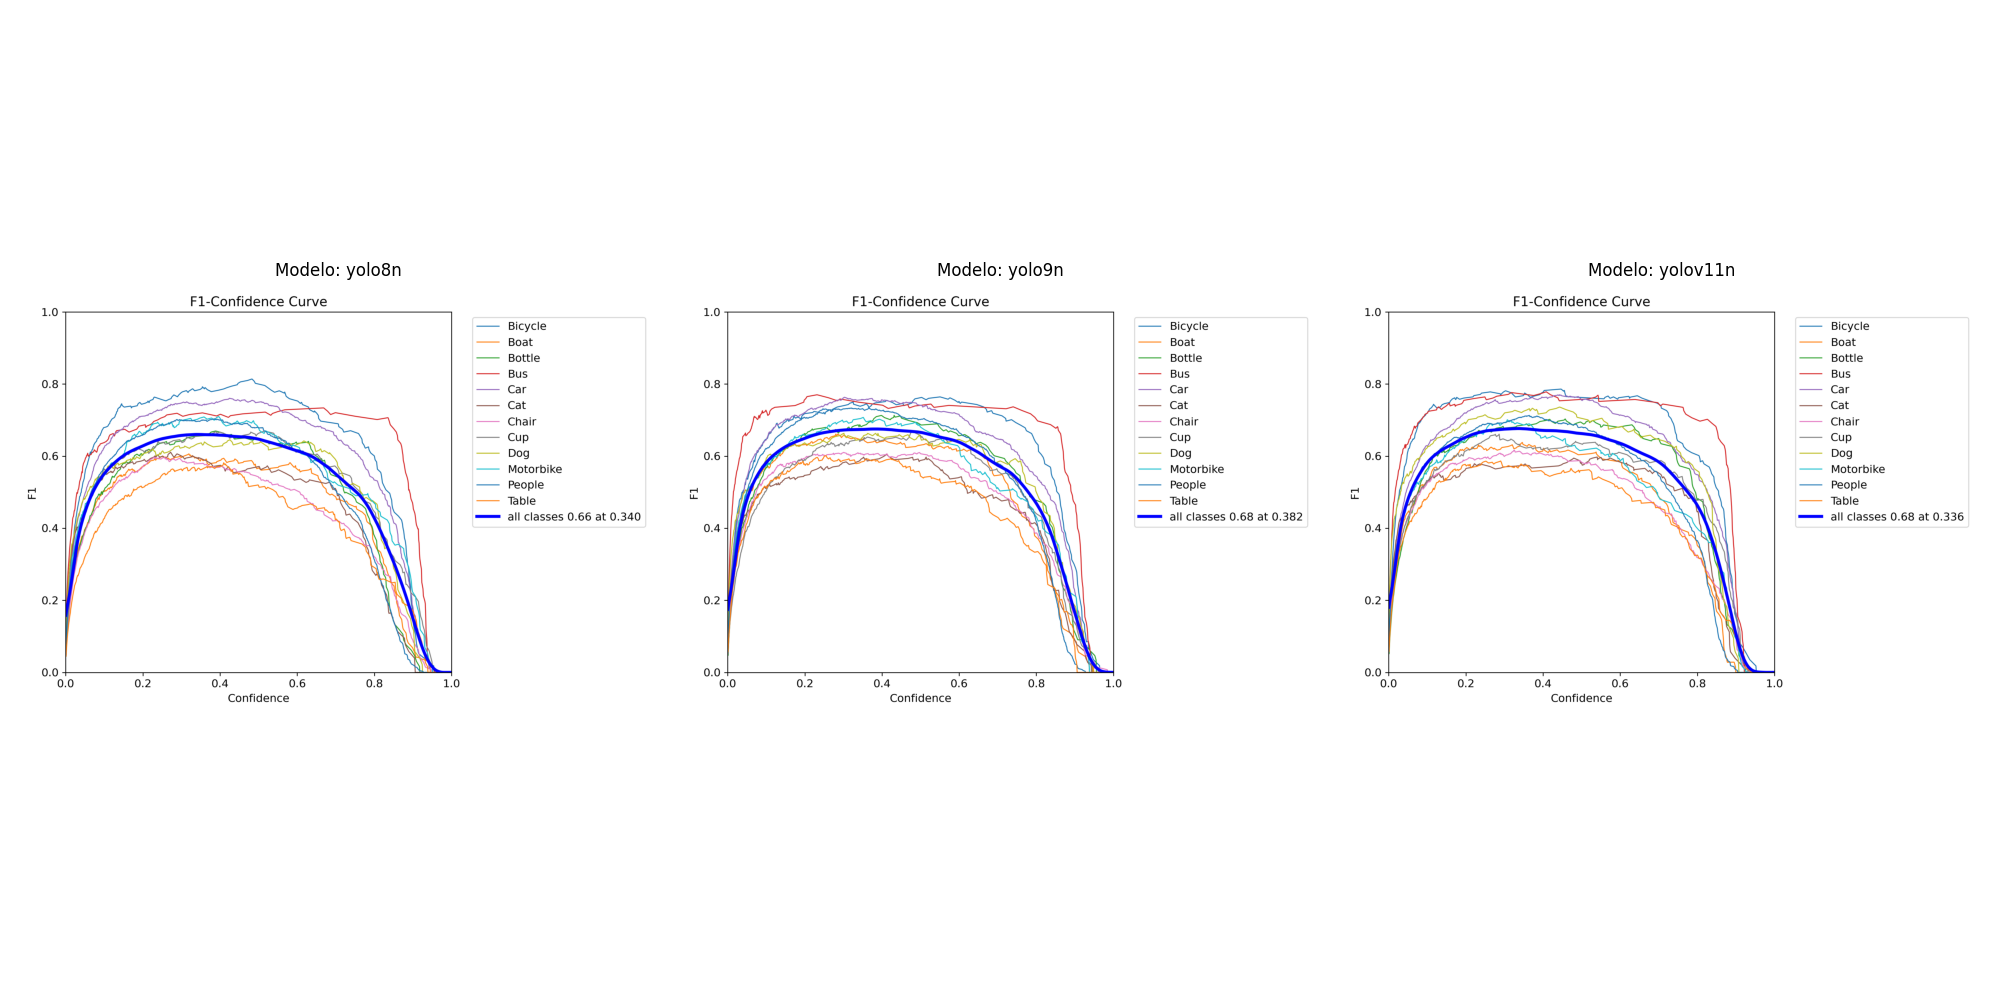 Modelo: yolo8n
F1-Confidence Curve
1.0
0.8
0.6
0.4
0.2
0.0
F1
0.0 0.2 0.4 0.6 0.8 1.0
Confidence
Bicycle
Boat
Bottle
Bus
Car
Cat
Chair
Cup
Dog
Motorbike
People
Table
all classes 0.66 at 0.340
Modelo: yolo9n
F1-Confidence Curve
1.0
0.8
0.6
0.4
0.2
0.0
F1
0.0 0.2 0.4 0.6 0.8 1.0
Confidence
Bicycle
Boat
Bottle
Bus
Car
Cat
Chair
Cup
Dog
Motorbike
People
Table
all classes 0.68 at 0.382
Modelo: yolov11n
F1-Confidence Curve
1.0
0.8
0.6
0.4
0.2
0.0
F1
0.0 0.2 0.4 0.6 0.8 1.0
Confidence
Bicycle
Boat
Bottle
Bus
Car
Cat
Chair
Cup
Dog
Motorbike
People
Table
all classes 0.68 at 0.336